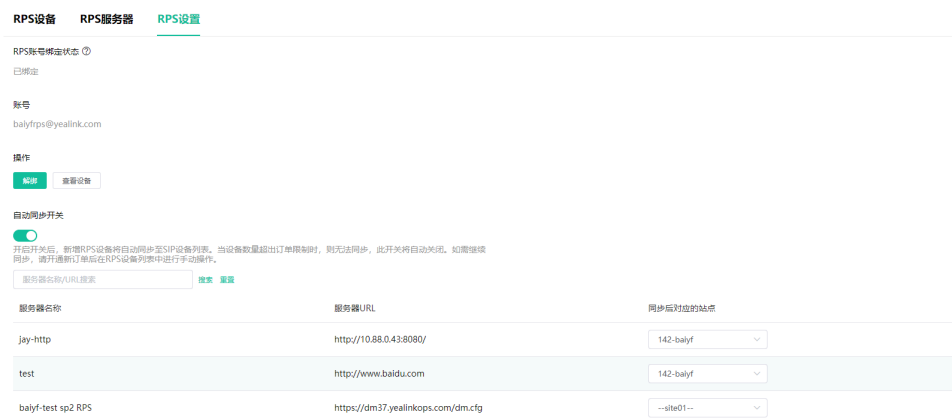 RPS设备 RPS服务器 RPS设置
RPS账号绑定状态
已绑定
账号
baiyfrps@yealink.com
操作
解绑 查看设备
自动同步开关
开启开关后，新增RPS设备将自动同步至SIP设备列表。当设备数量超出订单限制时，则无法同步，此开关将自动关闭。如需继续
同步，请开通新订单后在RPS设备列表中进行手动操作。
服务器名称/URL搜索 搜索 重置
服务器名称 服务器URL 同步后对应的站点
jay-http http://10.88.0.43:8080/ 142-baiyf
test http://www.baidu.com 142-baiyf
baiyf-test sp2 RPS https://dm37.yealinkops.com/dm.cfg --site01--